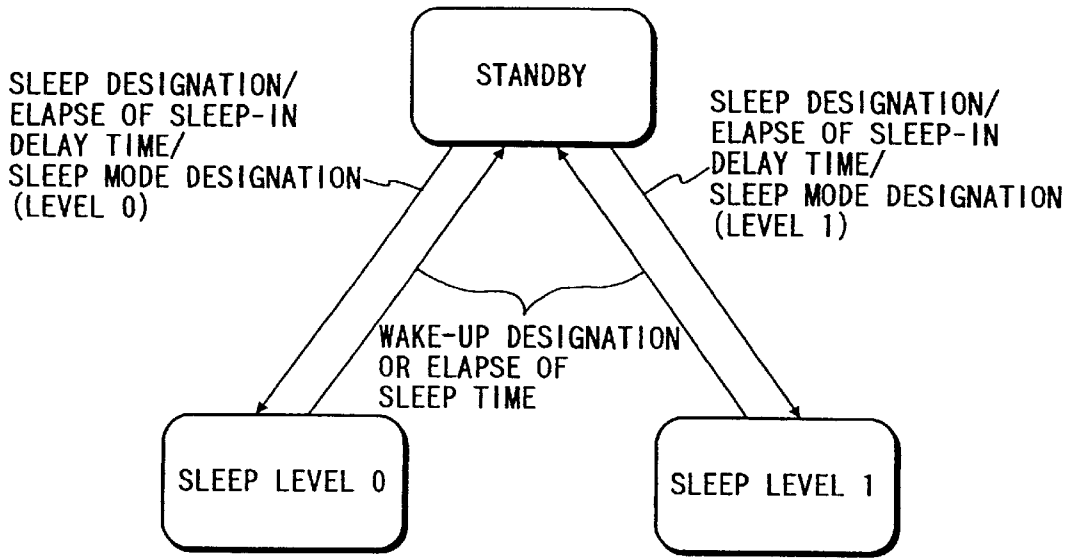 STANDBY
SLEEP DESIGNATION/
ELAPSE OF SLEEP-IN
DELAY TIME/
SLEEP MODE DESIGNATION
(LEVEL 0)
SLEEP DESIGNATION/
ELAPSE OF SLEEP-IN
DELAY TIME/
SLEEP MODE DESIGNATION
(LEVEL 1)
WAKE-UP DESIGNATION
OR ELAPSE OF
SLEEP TIME
SLEEP LEVEL 0
SLEEP LEVEL 1